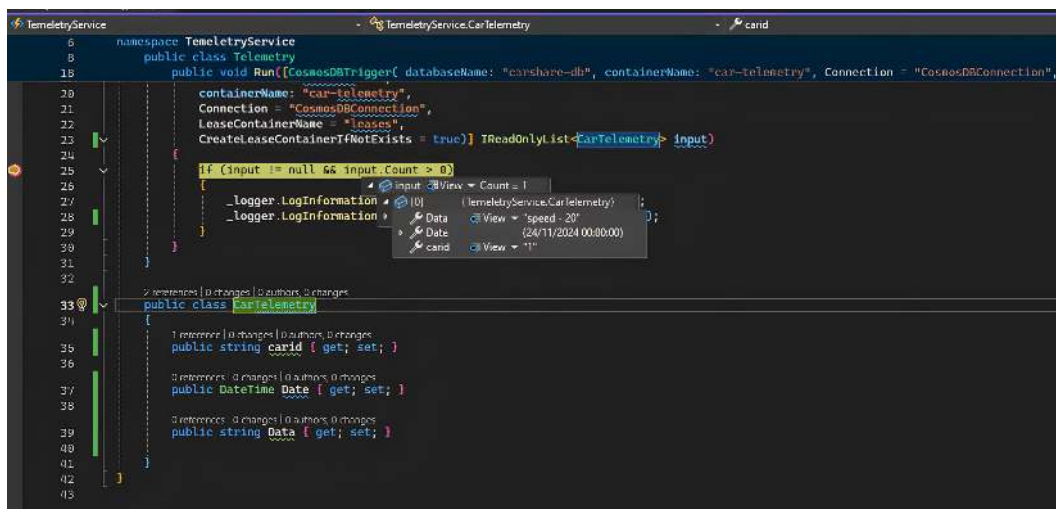 TemeletryService TemeletryService.CarTelemetry carid
6 namespace TemeletryService
8 public class Telemetry
18 public void Run([CosmosDBTrigger( databaseName: "carshare-db", containerName: "car-telemetry", Connection = "CosmosDBConnection",
20 containerName: "car-telemetry",
21 Connection = "CosmosDBConnection",
22 LeaseContainerName = "leases",
23 CreateLeaseContainerIfNotExists = true)] IReadOnlyList<CarTelemetry> input)
24 {
25 if (input != null && input.Count > 0)
26 { input View Count = 1
27 _logger.LogInformation [0] {TemeletryService.CarTelemetry} ;
28 _logger.LogInformation Data View "speed - 20" );
29 } Date {24/11/2024 00:00:00}
30 } carid View "1"
31 }
32
2 references | 0 changes | 0 authors, 0 changes
33 public class CarTelemetry
34 {
1 reference | 0 changes | 0 authors, 0 changes
35 public string carid { get; set; }
36
0 references | 0 changes | 0 authors, 0 changes
37 public DateTime Date { get; set; }
38
0 references | 0 changes | 0 authors, 0 changes
39 public string Data { get; set; }
40
41 }
42 }
43